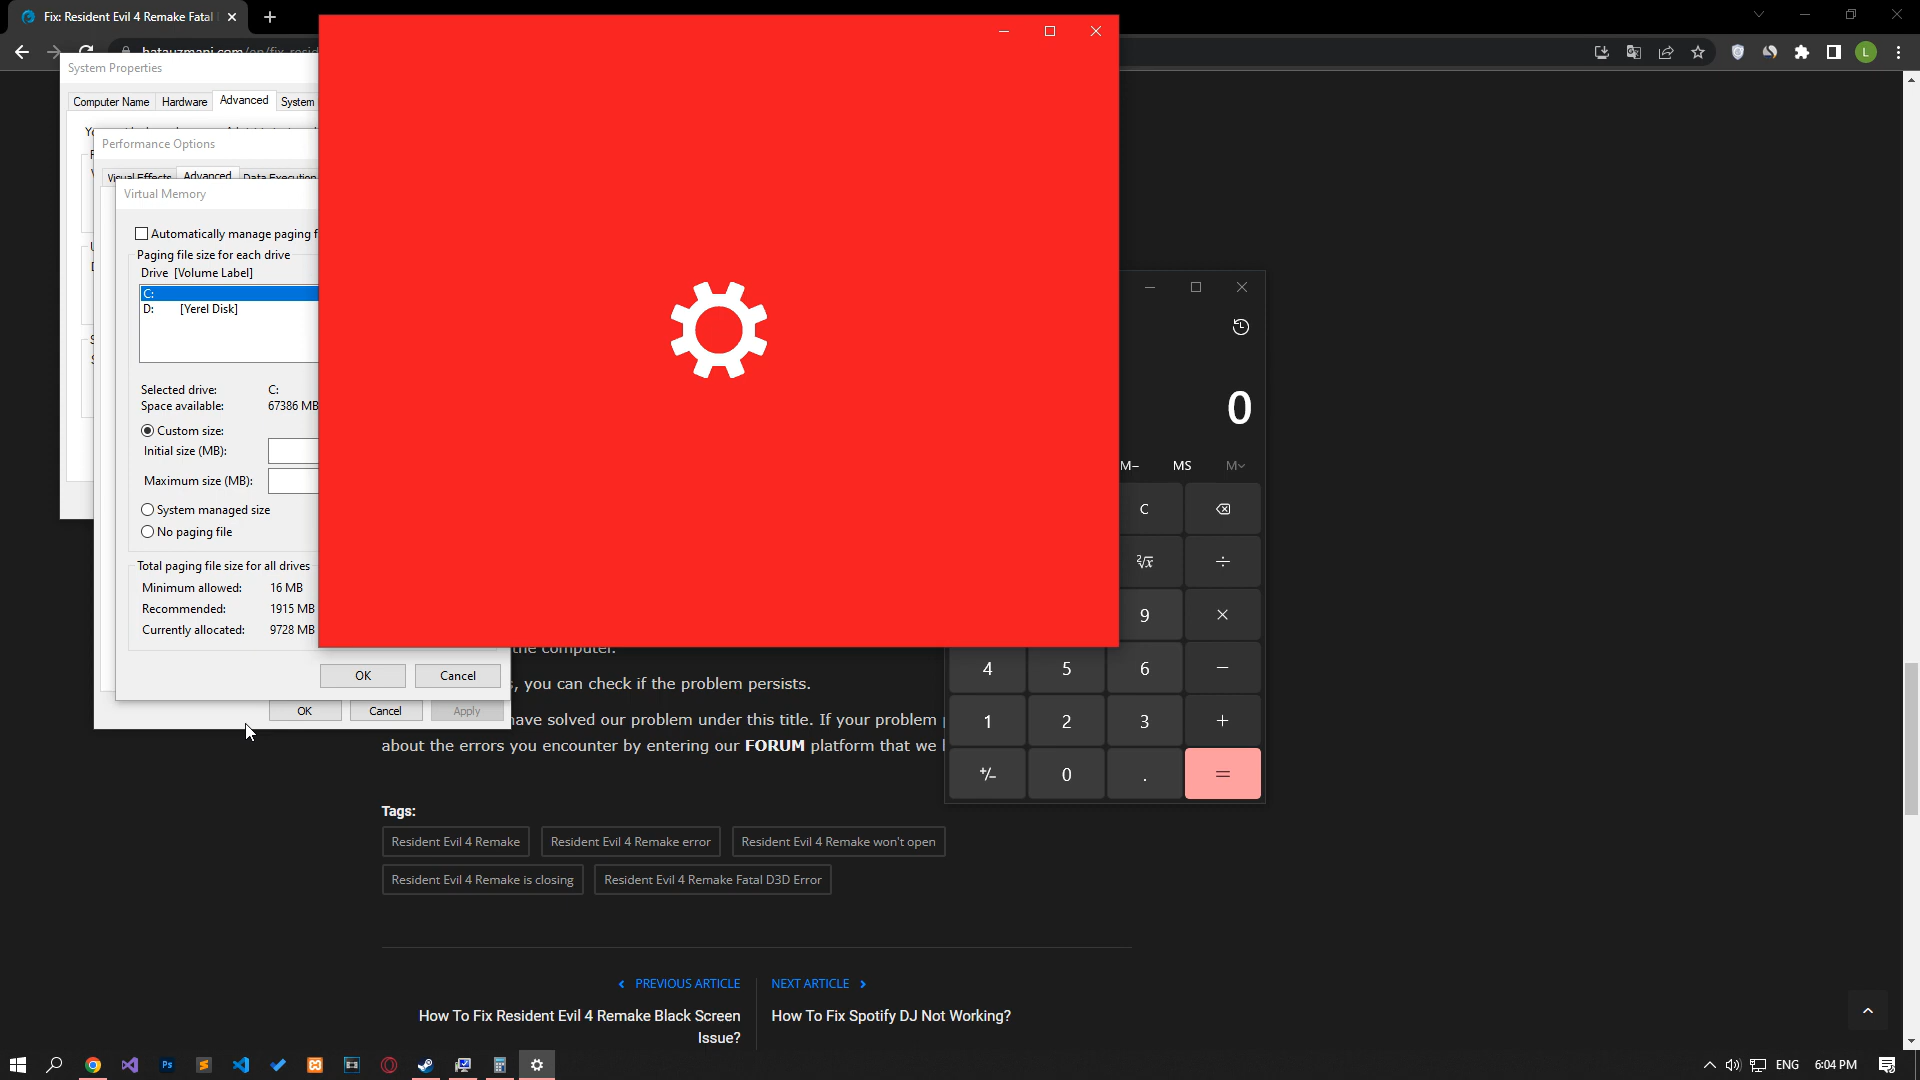 Fix: Resident Evil 4 Remake Fatal
System Properties
Computer Name
Hardware
Advanced
System
Performance Options
Advanced
Virtual Memory
Automatically manage paging f
Paging file size for each drive
Drive [Volume Label]
C:
D: [Yerel Disk]
Selected drive: C:
Space available: 67386 MB
Custom size:
Initial size (MB):
Maximum size (MB):
System managed size
No paging file
Total paging file size for all drives
Minimum allowed: 16 MB
Recommended: 1915 MB
Currently allocated: 9728 MB
OK
Cancel
OK
Cancel
Apply
0
M−
MS
M
C
²√x
÷
9
×
4
5
6
−
1
2
3
+
+/−
0
.
=
the computer.
, you can check if the problem persists.
have solved our problem under this title. If your problem
about the errors you encounter by entering our FORUM platform that we
Tags:
Resident Evil 4 Remake
Resident Evil 4 Remake error
Resident Evil 4 Remake won't open
Resident Evil 4 Remake is closing
Resident Evil 4 Remake Fatal D3D Error
PREVIOUS ARTICLE
NEXT ARTICLE
How To Fix Resident Evil 4 Remake Black Screen
Issue?
How To Fix Spotify DJ Not Working?
L
Ps
ENG
6:04 PM